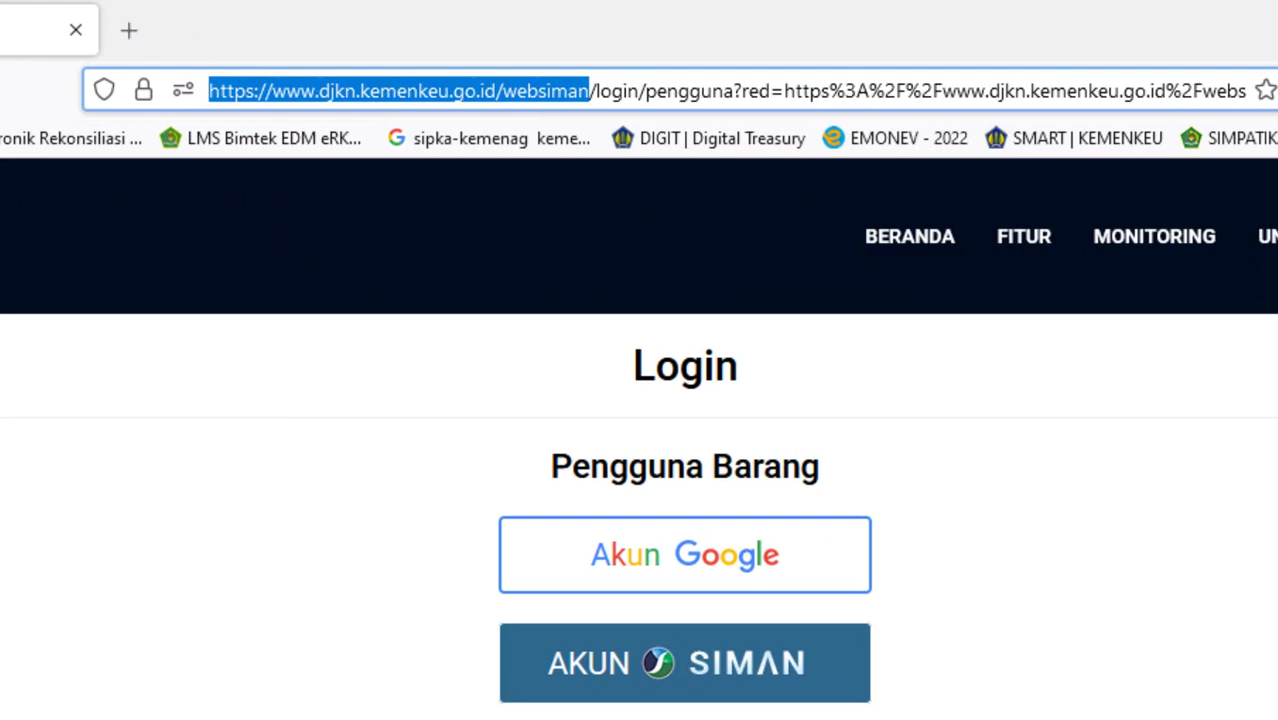 https://www.djkn.kemenkeu.go.id/websiman/login/pengguna?red=https%3A%2F%2Fwww.djkn.kemenkeu.go.id%2Fwebs
ronik Rekonsiliasi ... LMS Bimtek EDM eRK... sipka-kemenag keme... DIGIT | Digital Treasury EMONEV - 2022 SMART | KEMENKEU SIMPATIK
BERANDA FITUR MONITORING UN
Login
Pengguna Barang
Akun Google
AKUN SIMAN